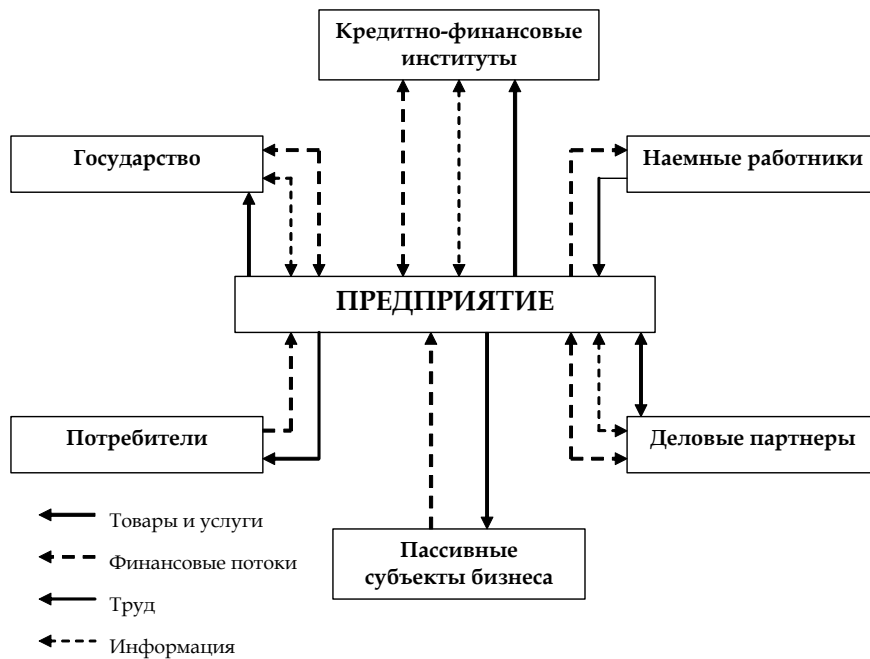 Кредитно-финансовые
институты
Государство
Наемные работники
ПРЕДПРИЯТИЕ
Потребители
Деловые партнеры
Пассивные
субъекты бизнеса
Товары и услуги
Финансовые потоки
Труд
Информация